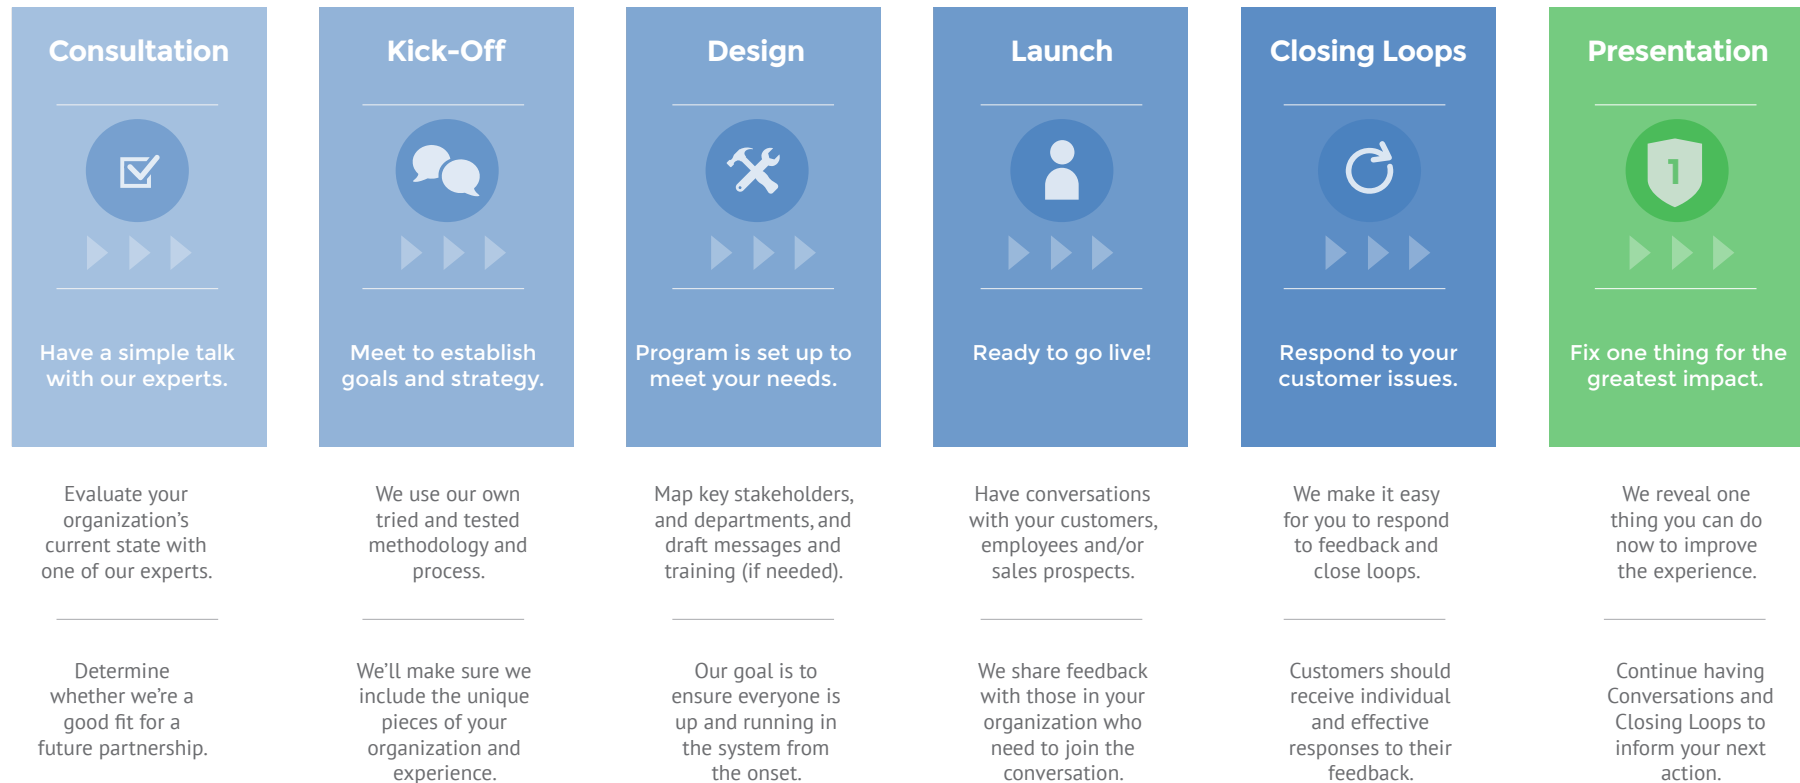 Consultation
Have a simple talk
with our experts.
Evaluate your
organization's
current state with
one of our experts.
Determine
whether we're a
good fit for a
future partnership.
Kick-Off
Meet to establish
goals and strategy.
We use our own
tried and tested
methodology and
process.
We'll make sure we
include the unique
pieces of your
organization and
experience.
Design
Program is set up to
meet your needs.
Map key stakeholders,
and departments, and
draft messages and
training (if needed).
Our goal is to
ensure everyone is
up and running in
the system from
the onset.
Launch
Ready to go live!
Have conversations
with your customers,
employees and/or
sales prospects.
We share feedback
with those in your
organization who
need to join the
conversation.
Closing Loops
Respond to your
customer issues.
We make it easy
for you to respond
to feedback and
close loops.
Customers should
receive individual
and effective
responses to their
feedback.
Presentation
1
Fix one thing for the
greatest impact.
We reveal one
thing you can do
now to improve
the experience.
Continue having
Conversations and
Closing Loops to
inform your next
action.